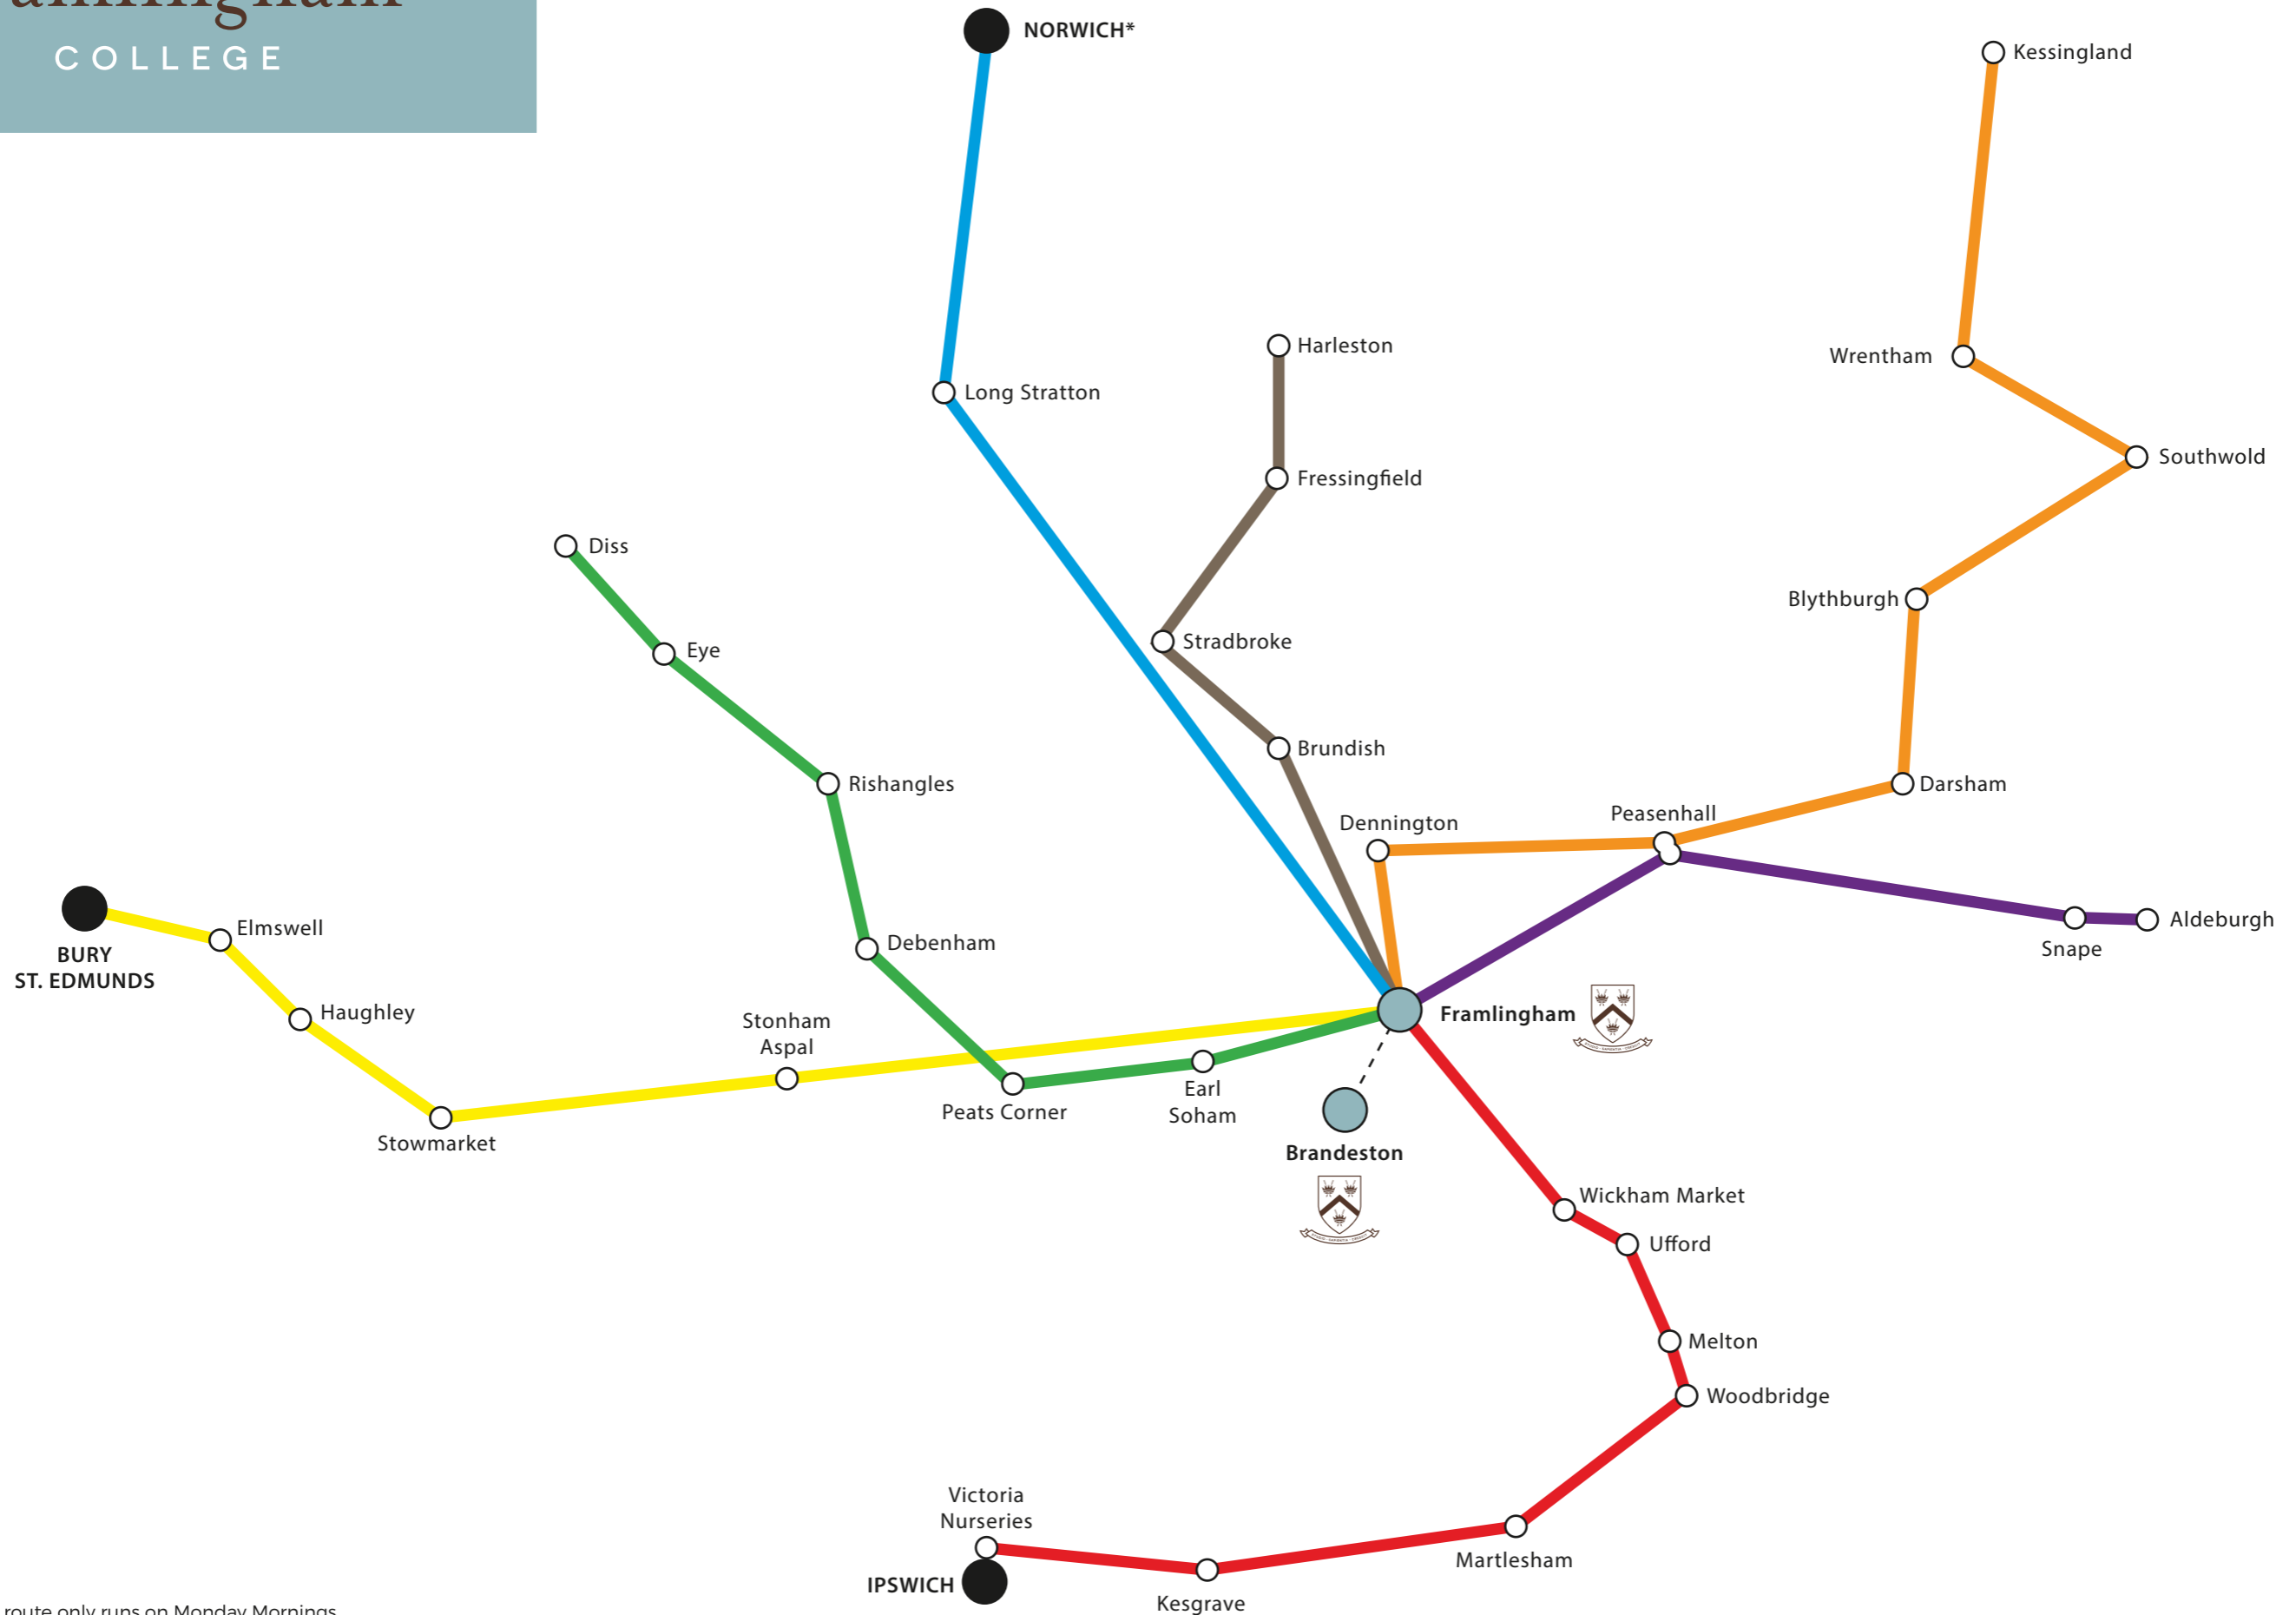 COLLEGE
NORWICH*
Kessingland
Harleston
Wrentham
Long Stratton
Southwold
Fressingfield
Diss
Blythburgh
Stradbroke
Eye
Brundish
Rishangles
Darsham
Peasenhall
Dennington
Aldeburgh
Elmswell
Debenham
Snape
BURY
ST. EDMUNDS
Haughley
Framlingham
Stonham
Aspal
Earl
Soham
Peats Corner
Stowmarket
Brandeston
Wickham Market
Ufford
Melton
Woodbridge
Victoria
Nurseries
Martlesham
IPSWICH
Kesgrave
route only runs on Monday Mornings